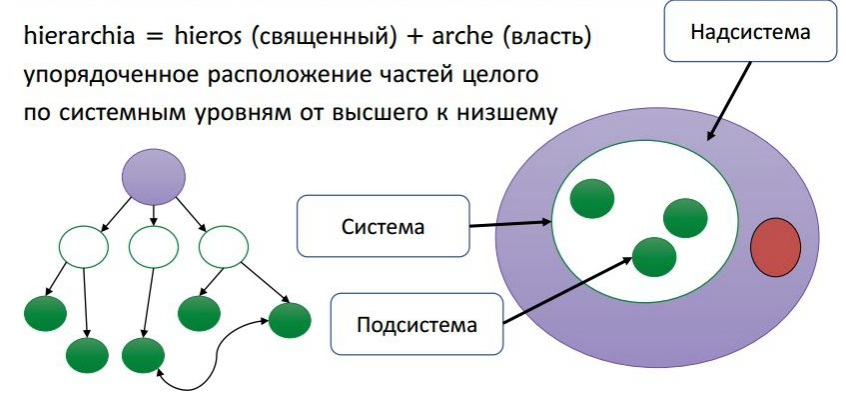 hierarchia = hieros (священный) + arche (власть)
упорядоченное расположение частей целого
по системным уровням от высшего к низшему
Надсистема
Система
Подсистема